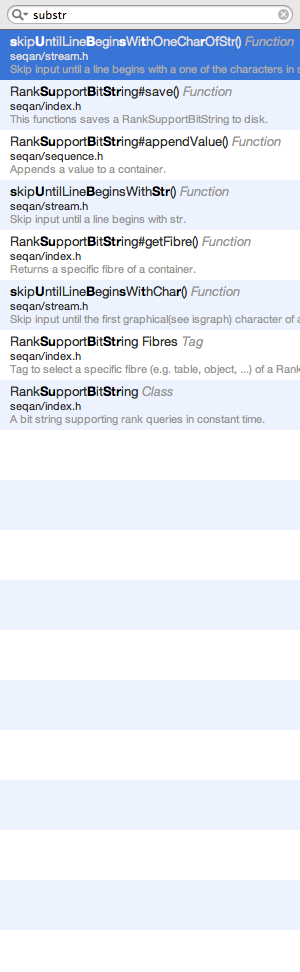 substr
skipUntilLineBeginsWithOneCharOfStr() Function
seqan/stream.h
Skip input until a line begins with a one of the characters in s
RankSupportBitString#save() Function
seqan/index.h
This functions saves a RankSupportBitString to disk.
RankSupportBitString#appendValue() Function
seqan/sequence.h
Appends a value to a container.
skipUntilLineBeginsWithStr() Function
seqan/stream.h
Skip input until a line begins with str.
RankSupportBitString#getFibre() Function
seqan/index.h
Returns a specific fibre of a container.
skipUntilLineBeginsWithChar() Function
seqan/stream.h
Skip input until the first graphical(see isgraph) character of a
RankSupportBitString Fibres Tag
seqan/index.h
Tag to select a specific fibre (e.g. table, object, ...) of a Rank
RankSupportBitString Class
seqan/index.h
A bit string supporting rank queries in constant time.